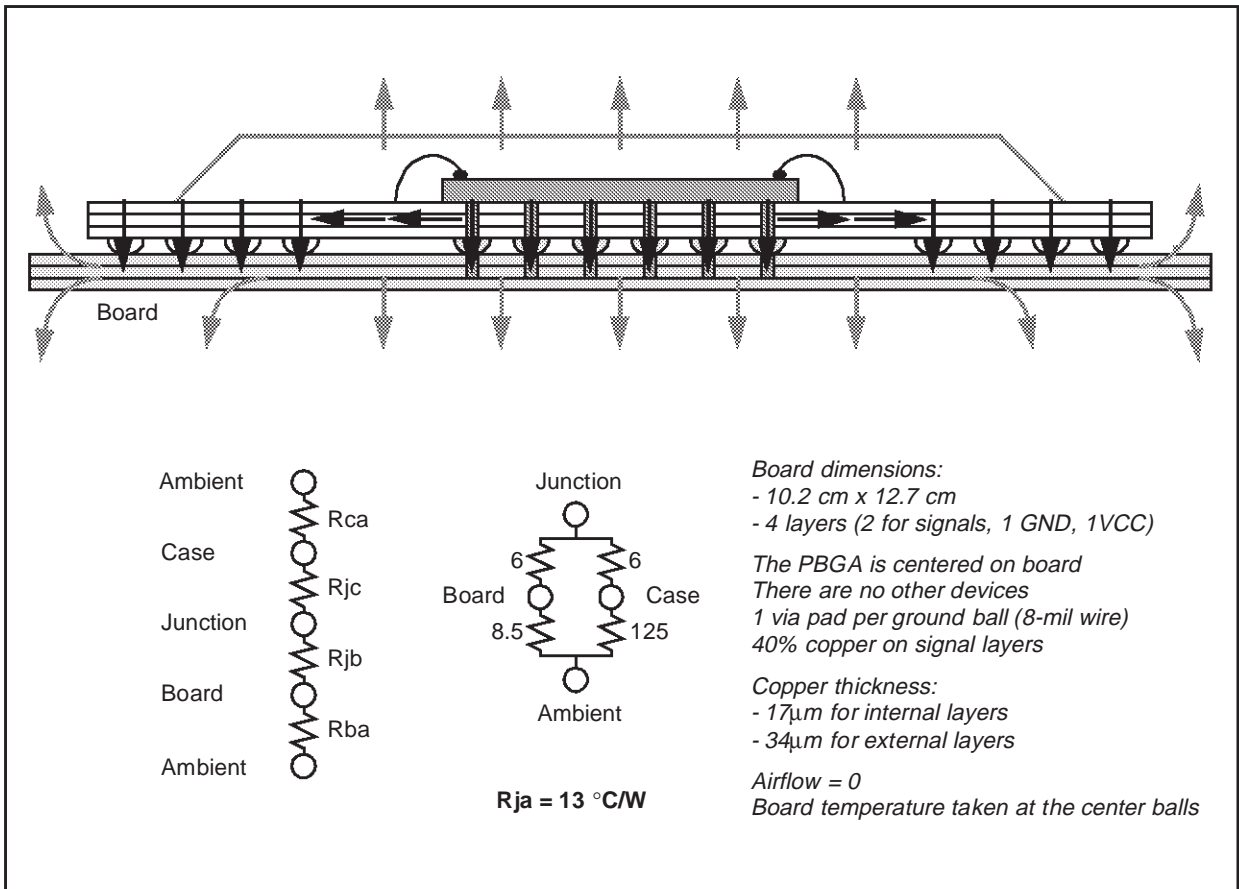 Board
Ambient
Rca
Case
Rjc
Junction
Rjb
Board
Rba
Ambient
Junction
6
6
Board
Case
8.5
125
Ambient
Rja = 13 °C/W
Board dimensions:
- 10.2 cm x 12.7 cm
- 4 layers (2 for signals, 1 GND, 1VCC)
The PBGA is centered on board
There are no other devices
1 via pad per ground ball (8-mil wire)
40% copper on signal layers
Copper thickness:
- 17µm for internal layers
- 34µm for external layers
Airflow = 0
Board temperature taken at the center balls